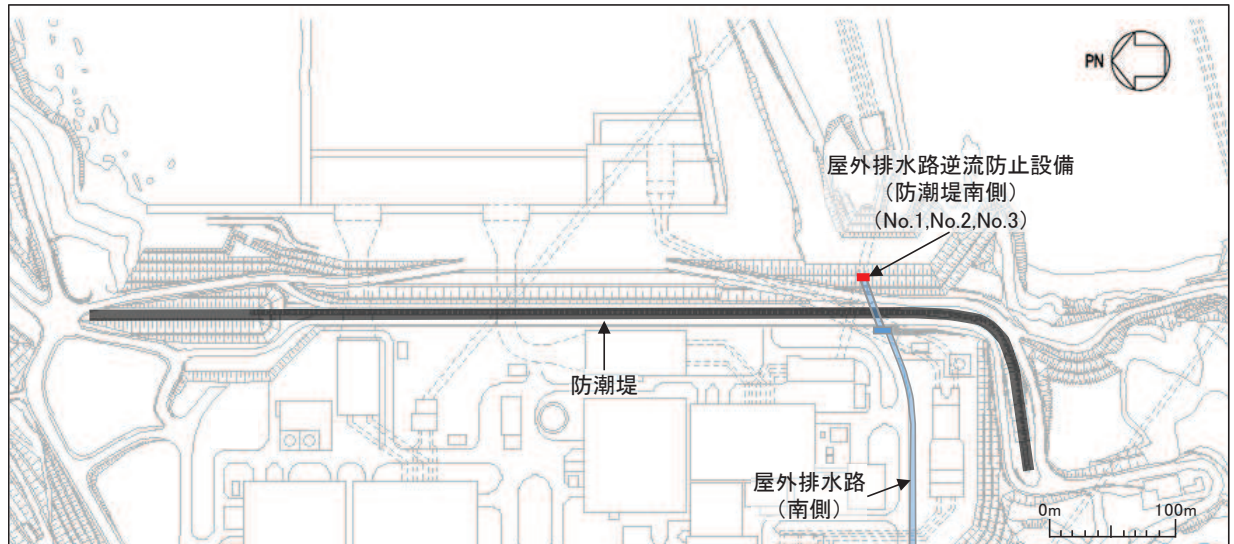 PN
屋外排水路逆流防止設備
（防潮堤南側）
（No.1,No.2,No.3）
防潮堤
屋外排水路
（南側）
0m 100m